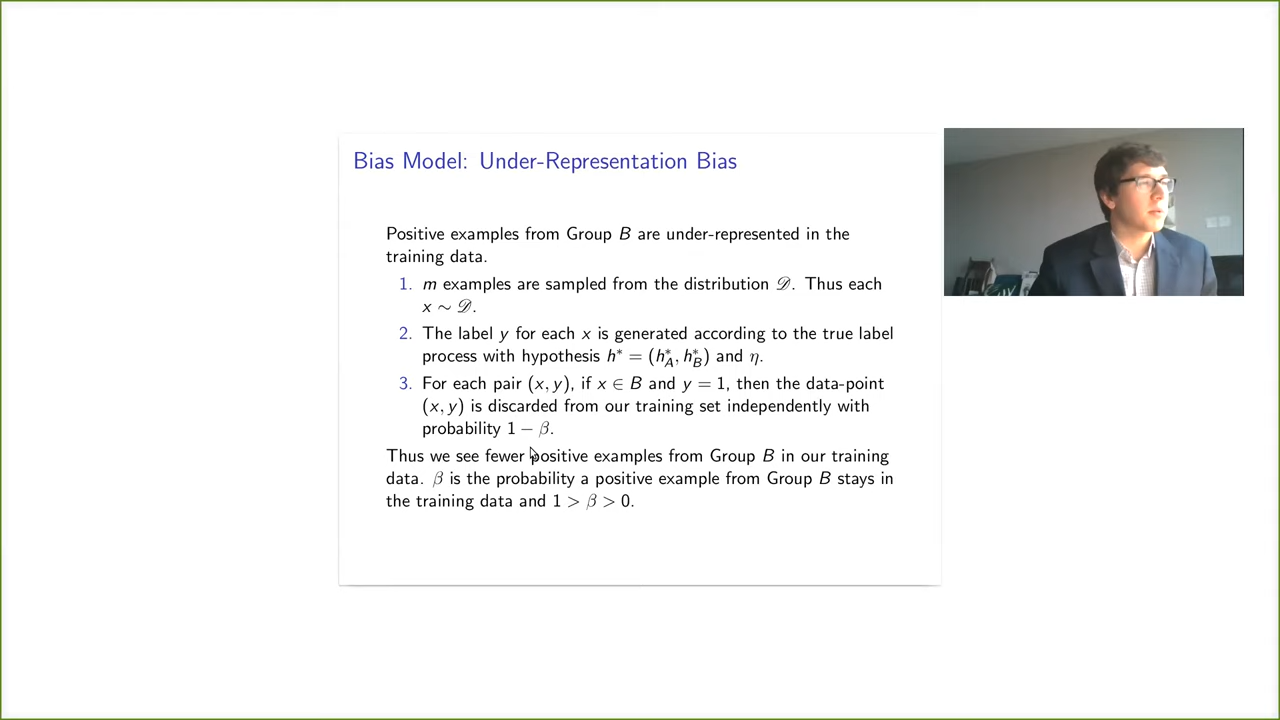 Bias Model: Under-Representation Bias
Positive examples from Group B are under-represented in the
training data.
1. m examples are sampled from the distribution 𝒟. Thus each
x ∼ 𝒟.
2. The label y for each x is generated according to the true label
process with hypothesis h* = (h*_A, h*_B) and η.
3. For each pair (x, y), if x ∈ B and y = 1, then the data-point
(x, y) is discarded from our training set independently with
probability 1 − β.
Thus we see fewer positive examples from Group B in our training
data. β is the probability a positive example from Group B stays in
the training data and 1 > β > 0.